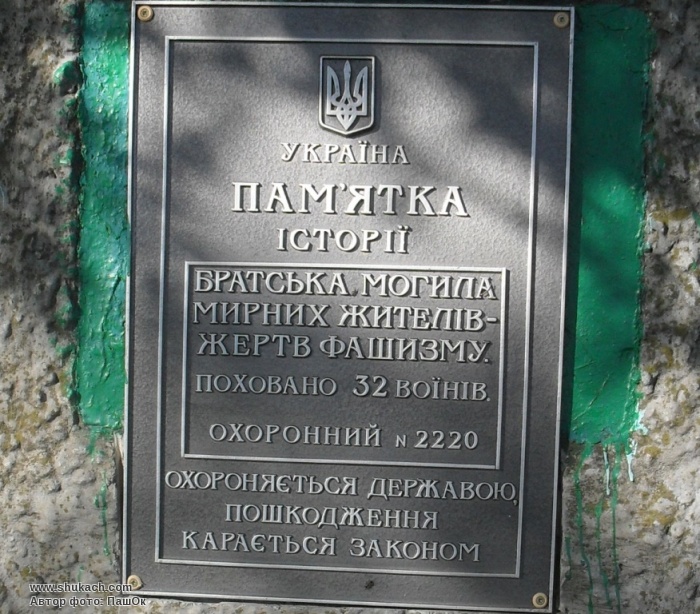 УКРАЇНА
ПАМ'ЯТКА
ІСТОРІЇ
БРАТСЬКА МОГИЛА
МИРНИХ ЖИТЕЛІВ-
ЖЕРТВ ФАШИЗМУ.
ПОХОВАНО 32 ВОЇНІВ.
ОХОРОННИЙ N 2220
ОХОРОНЯЄТЬСЯ ДЕРЖАВОЮ,
ПОШКОДЖЕННЯ
КАРАЄТЬСЯ ЗАКОНОМ
www.shukach.com
Автор фото: ПашОк